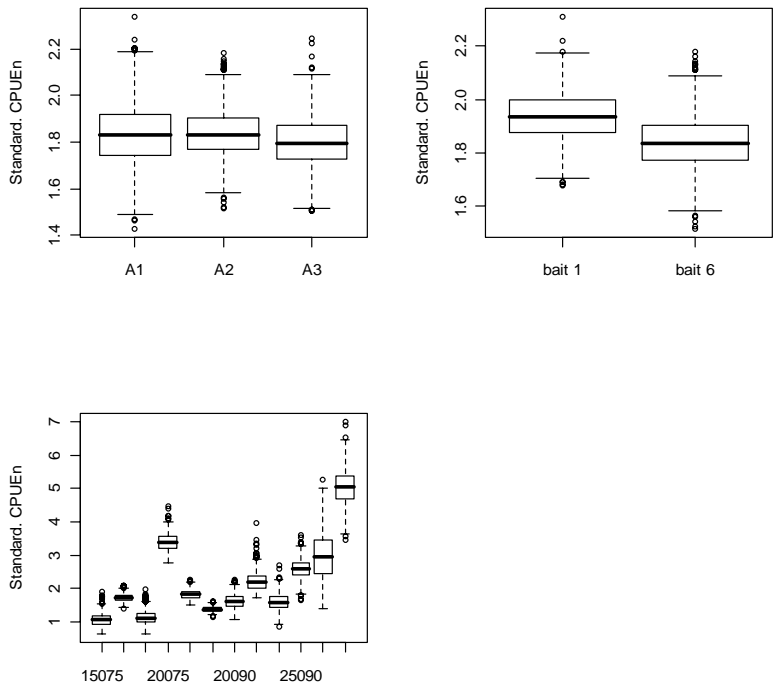 Standard. CPUEn
1.4 1.6 1.8 2.0 2.2
A1 A2 A3
Standard. CPUEn
1.6 1.8 2.0 2.2
bait 1 bait 6
Standard. CPUEn
1 2 3 4 5 6 7
15075 20075 20090 25090